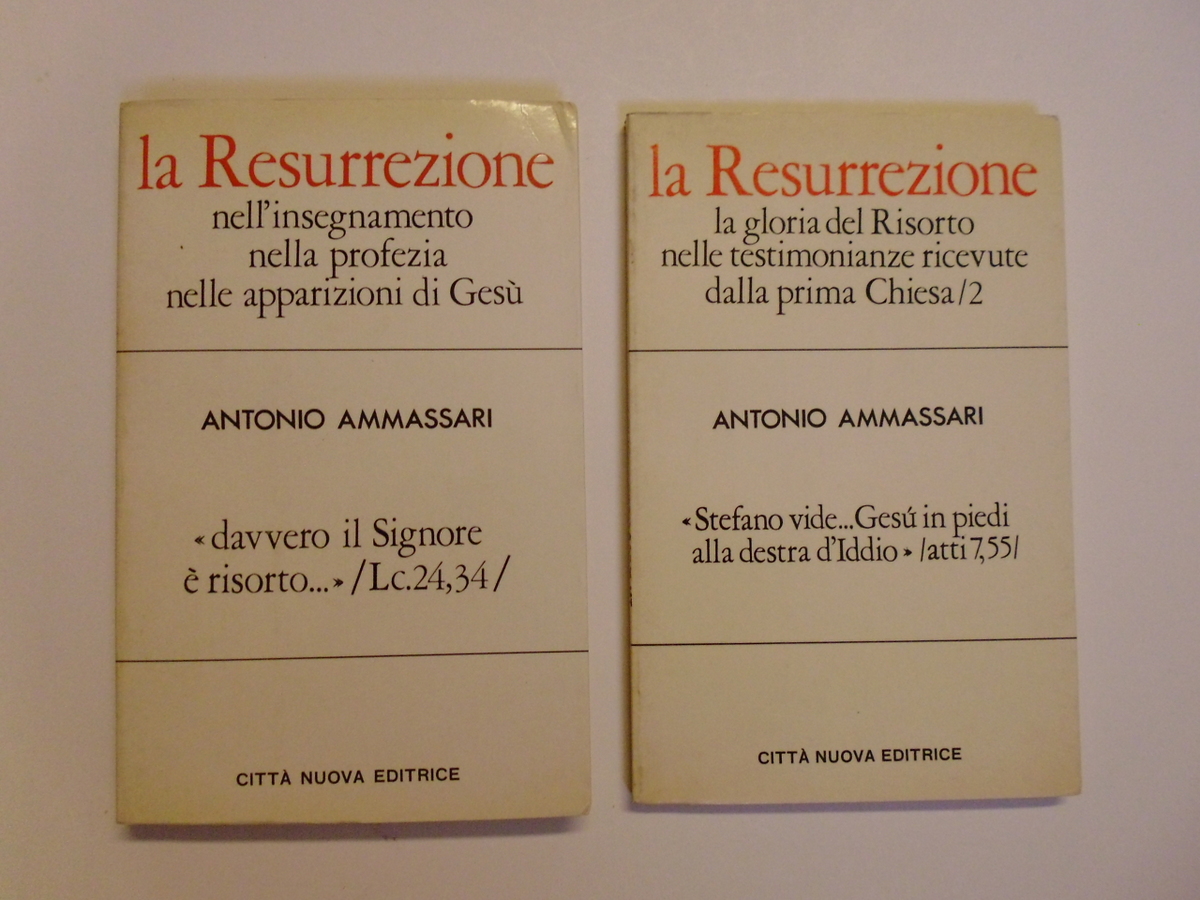 la Resurrezione
nell'insegnamento
nella profezia
nelle apparizioni di Gesù
ANTONIO AMMASSARI
«davvero il Signore
è risorto...» /Lc.24,34/
CITTÀ NUOVA EDITRICE
la Resurrezione
la gloria del Risorto
nelle testimonianze ricevute
dalla prima Chiesa/2
ANTONIO AMMASSARI
«Stefano vide...Gesú in piedi
alla destra d'Iddio» /atti 7,55/
CITTÀ NUOVA EDITRICE